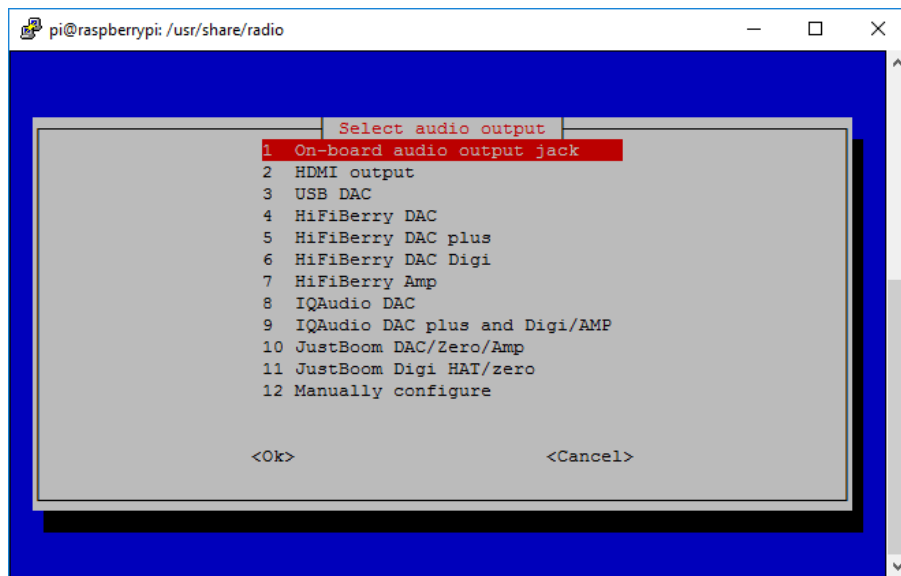 pi@raspberrypi: /usr/share/radio
Select audio output
1 On-board audio output jack
2 HDMI output
3 USB DAC
4 HiFiBerry DAC
5 HiFiBerry DAC plus
6 HiFiBerry DAC Digi
7 HiFiBerry Amp
8 IQAudio DAC
9 IQAudio DAC plus and Digi/AMP
10 JustBoom DAC/Zero/Amp
11 JustBoom Digi HAT/zero
12 Manually configure
<Ok> <Cancel>